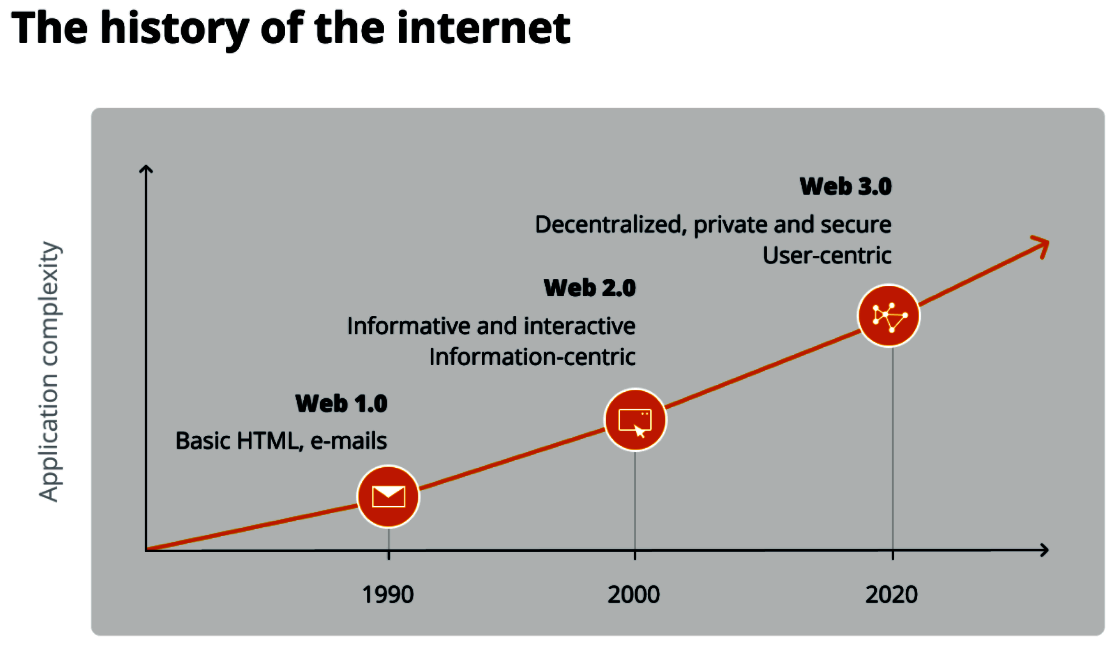 The history of the internet
Application complexity
Web 3.0
Decentralized, private and secure
User-centric
Web 2.0
Informative and interactive
Information-centric
Web 1.0
Basic HTML, e-mails
1990
2000
2020